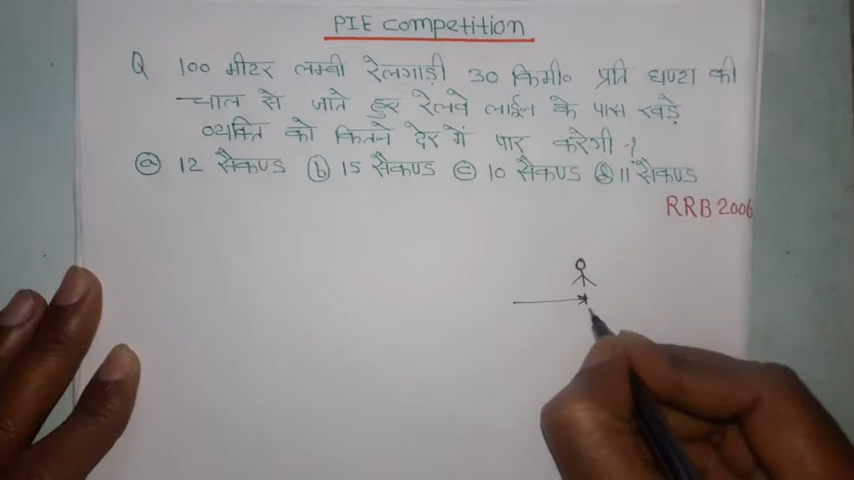 PIE competition
Q 100 मीटर लम्बी रेलगाड़ी 30 किमी० प्रति घण्टा की
चाल से जाते हुए रेलवे लाईन के पास खड़े
व्यक्ति को कितने देर में पार करेगी ?
(a) 12 सैकण्ड (b) 15 सैकण्ड (c) 10 सैकण्ड (d) 11 सैकण्ड
RRB 2006